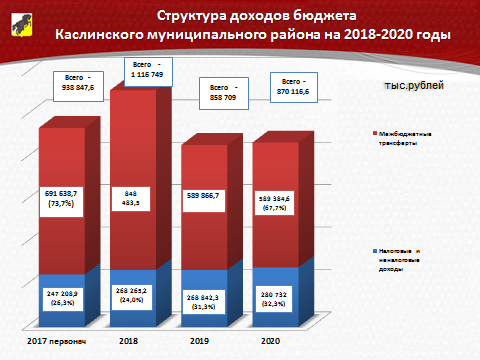 Структура доходов бюджета
Каслинского муниципального района на 2018-2020 годы
тыс.рублей
Всего -
938 847,6
Всего -
1 116 749
Всего -
858 709
Всего -
870 116,6
Межбюджетные
трансферты
691 638,7
(73,7%)
848
483,5
589 866,7
589 384,6
(67,7%)
Налоговые и
неналоговые
доходы
247 208,9
(26,3%)
268 265,2
(24,0%)
268 842,3
(31,3%)
280 732
(32,3%)
2017 первонач
2018
2019
2020